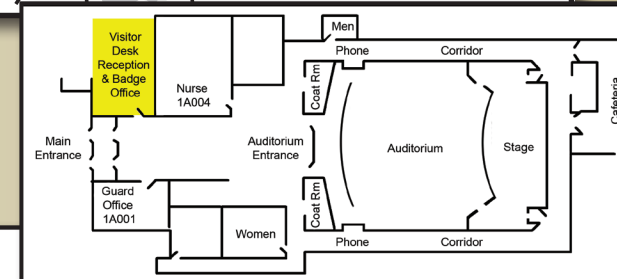 Visitor
Desk
Reception
& Badge
Office
Nurse
1A004
Men
Phone
Corridor
Coat Rm
Main
Entrance
Auditorium
Entrance
Auditorium
Stage
Cafeteria
Guard
Office
1A001
Women
Coat Rm
Phone
Corridor